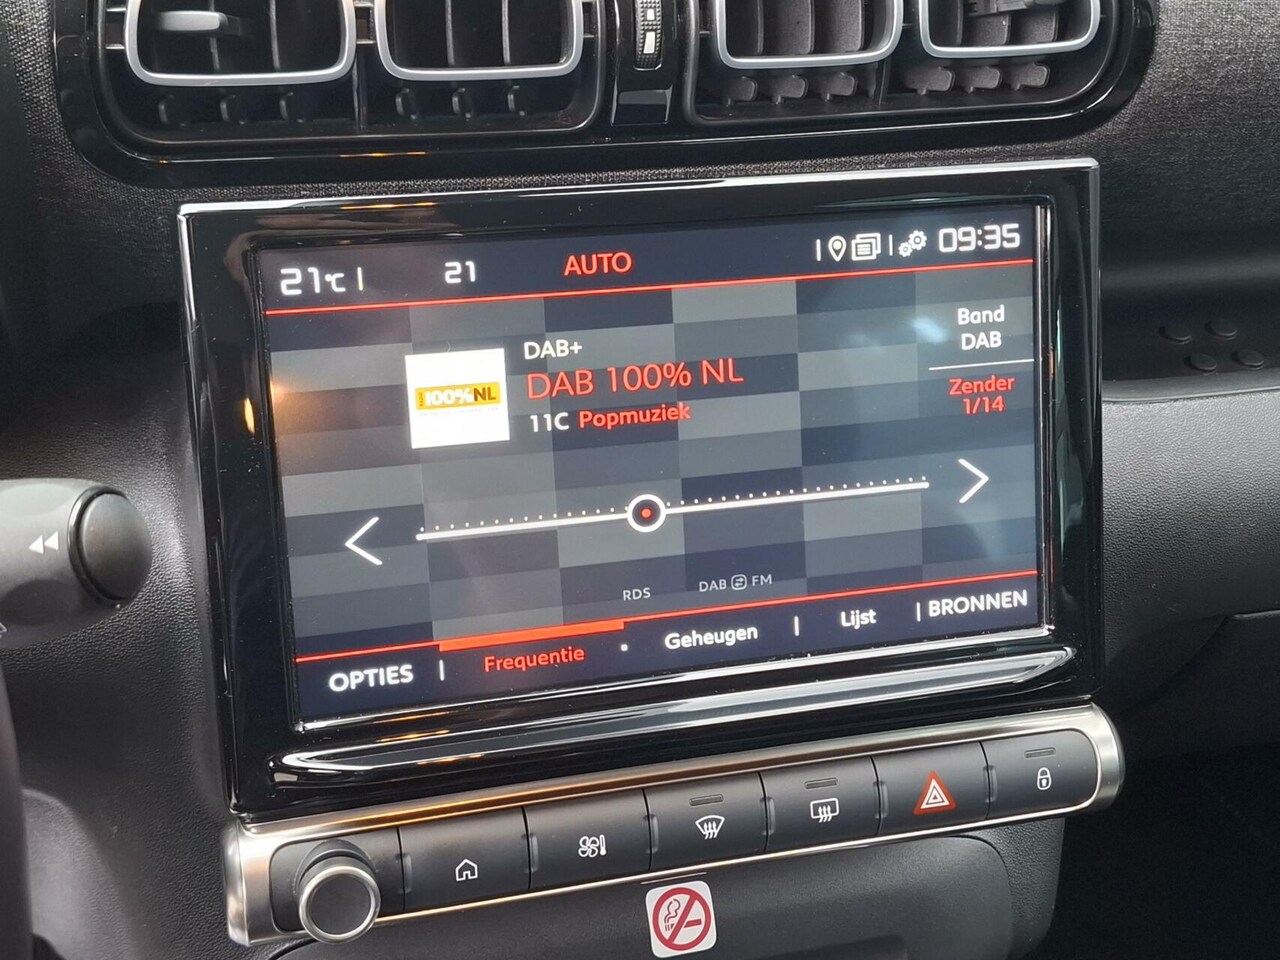 21℃ 21 AUTO 09:35
Band
DAB
DAB+
DAB 100% NL
100%NL
11C Popmuziek
Zender
1/14
RDS DAB FM
OPTIES Frequentie Geheugen Lijst BRONNEN